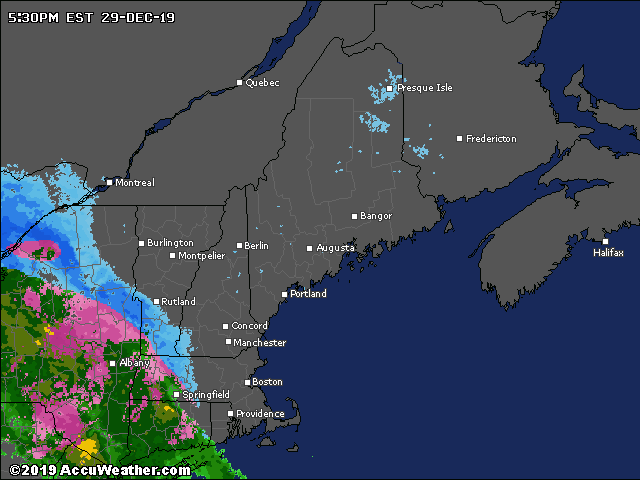 5:30PM EST 29-DEC-19
Quebec
Presque Isle
Fredericton
Montreal
Bangor
Halifax
Burlington
Berlin
Augusta
Montpelier
Portland
Rutland
Concord
Manchester
Albany
Boston
Springfield
Providence
©2019 AccuWeather.com